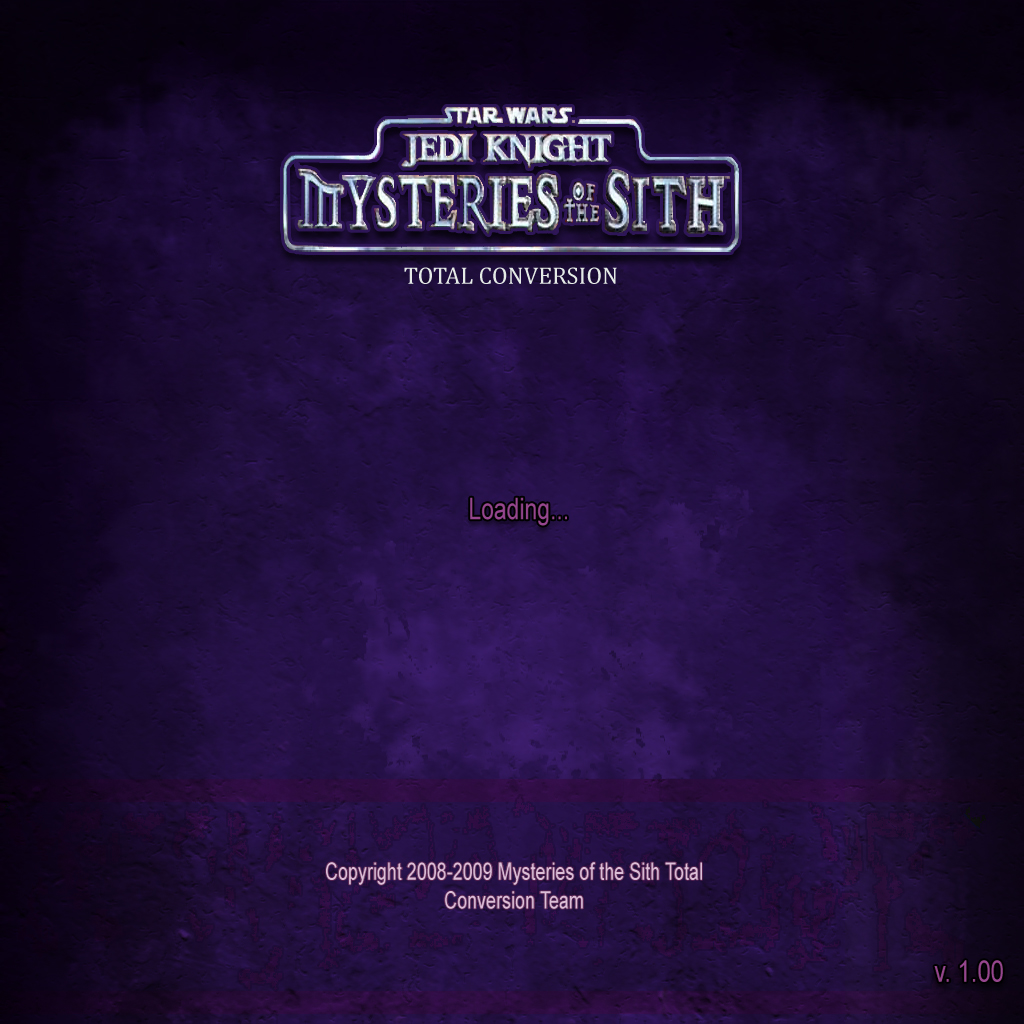 STAR WARS
JEDI KNIGHT
MYSTERIES OF THE SITH
TOTAL CONVERSION
Loading...
Copyright 2008-2009 Mysteries of the Sith Total
Conversion Team
v. 1.00